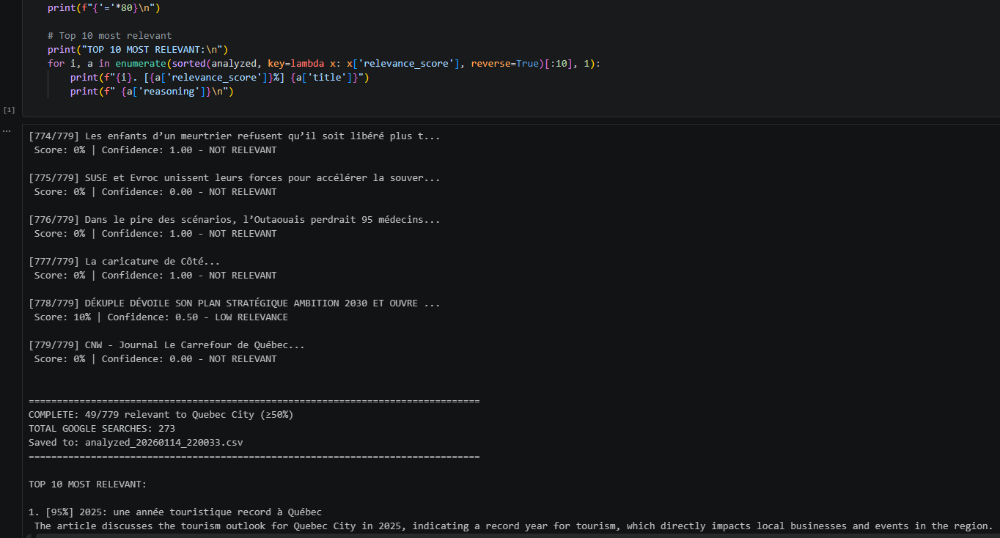 print(f"{'='*80}\n")
# Top 10 most relevant
print("TOP 10 MOST RELEVANT:\n")
for i, a in enumerate(sorted(analyzed, key=lambda x: x['relevance_score'], reverse=True)[:10], 1):
print(f"{i}. [{a['relevance_score']}%] {a['title']}")
print(f" {a['reasoning']}\n")
[1]
...
[774/779] Les enfants d’un meurtrier refusent qu’il soit libéré plus t...
Score: 0% | Confidence: 1.00 - NOT RELEVANT
[775/779] SUSE et Evroc unissent leurs forces pour accélérer la souver...
Score: 0% | Confidence: 0.00 - NOT RELEVANT
[776/779] Dans le pire des scénarios, l’Outaouais perdrait 95 médecins...
Score: 0% | Confidence: 1.00 - NOT RELEVANT
[777/779] La caricature de Côté...
Score: 0% | Confidence: 1.00 - NOT RELEVANT
[778/779] DÉKUPLE DÉVOILE SON PLAN STRATÉGIQUE AMBITION 2030 ET OUVRE ...
Score: 10% | Confidence: 0.50 - LOW RELEVANCE
[779/779] CNW - Journal Le Carrefour de Québec...
Score: 0% | Confidence: 0.00 - NOT RELEVANT
================================================================================
COMPLETE: 49/779 relevant to Quebec City (≥50%)
TOTAL GOOGLE SEARCHES: 273
Saved to: analyzed_20260114_220033.csv
================================================================================
TOP 10 MOST RELEVANT:
1. [95%] 2025: une année touristique record à Québec
The article discusses the tourism outlook for Quebec City in 2025, indicating a record year for tourism, which directly impacts local businesses and events in the region.